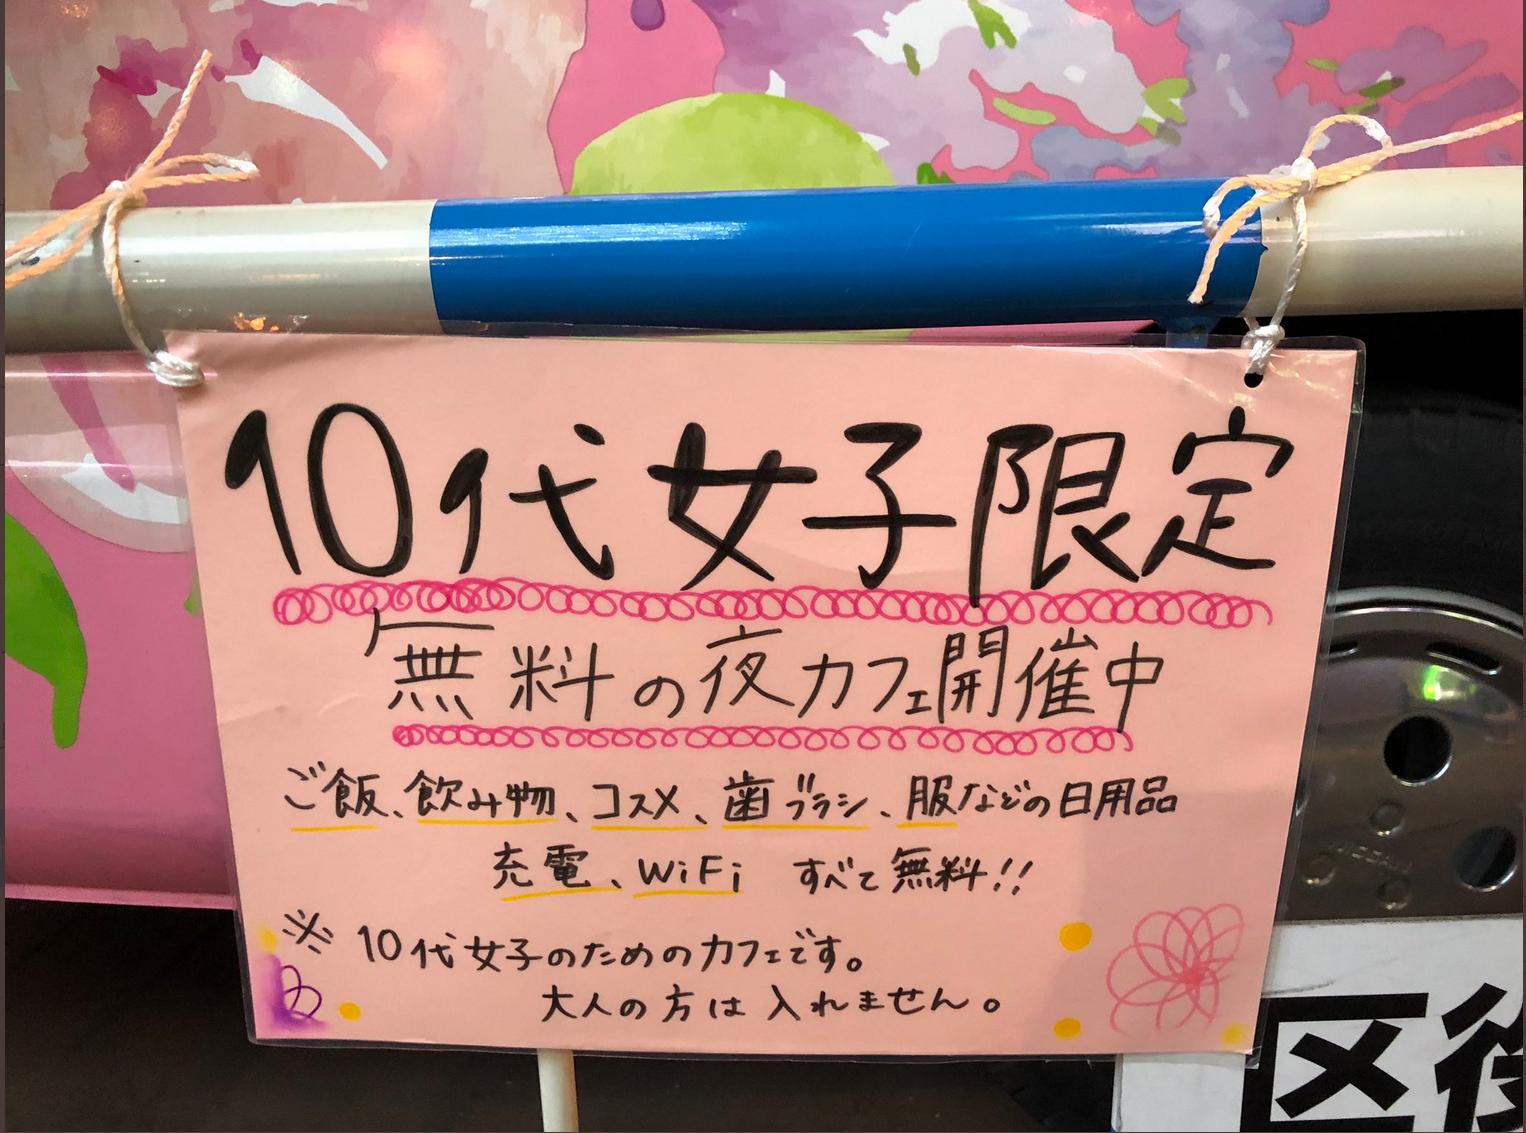 10代女子限定
無料の夜カフェ開催中
ご飯、飲み物、コスメ、歯ブラシ、服などの日用品
充電、WiFi すべて無料!!
※ 10代女子のためのカフェです。
大人の方は入れません。
区役